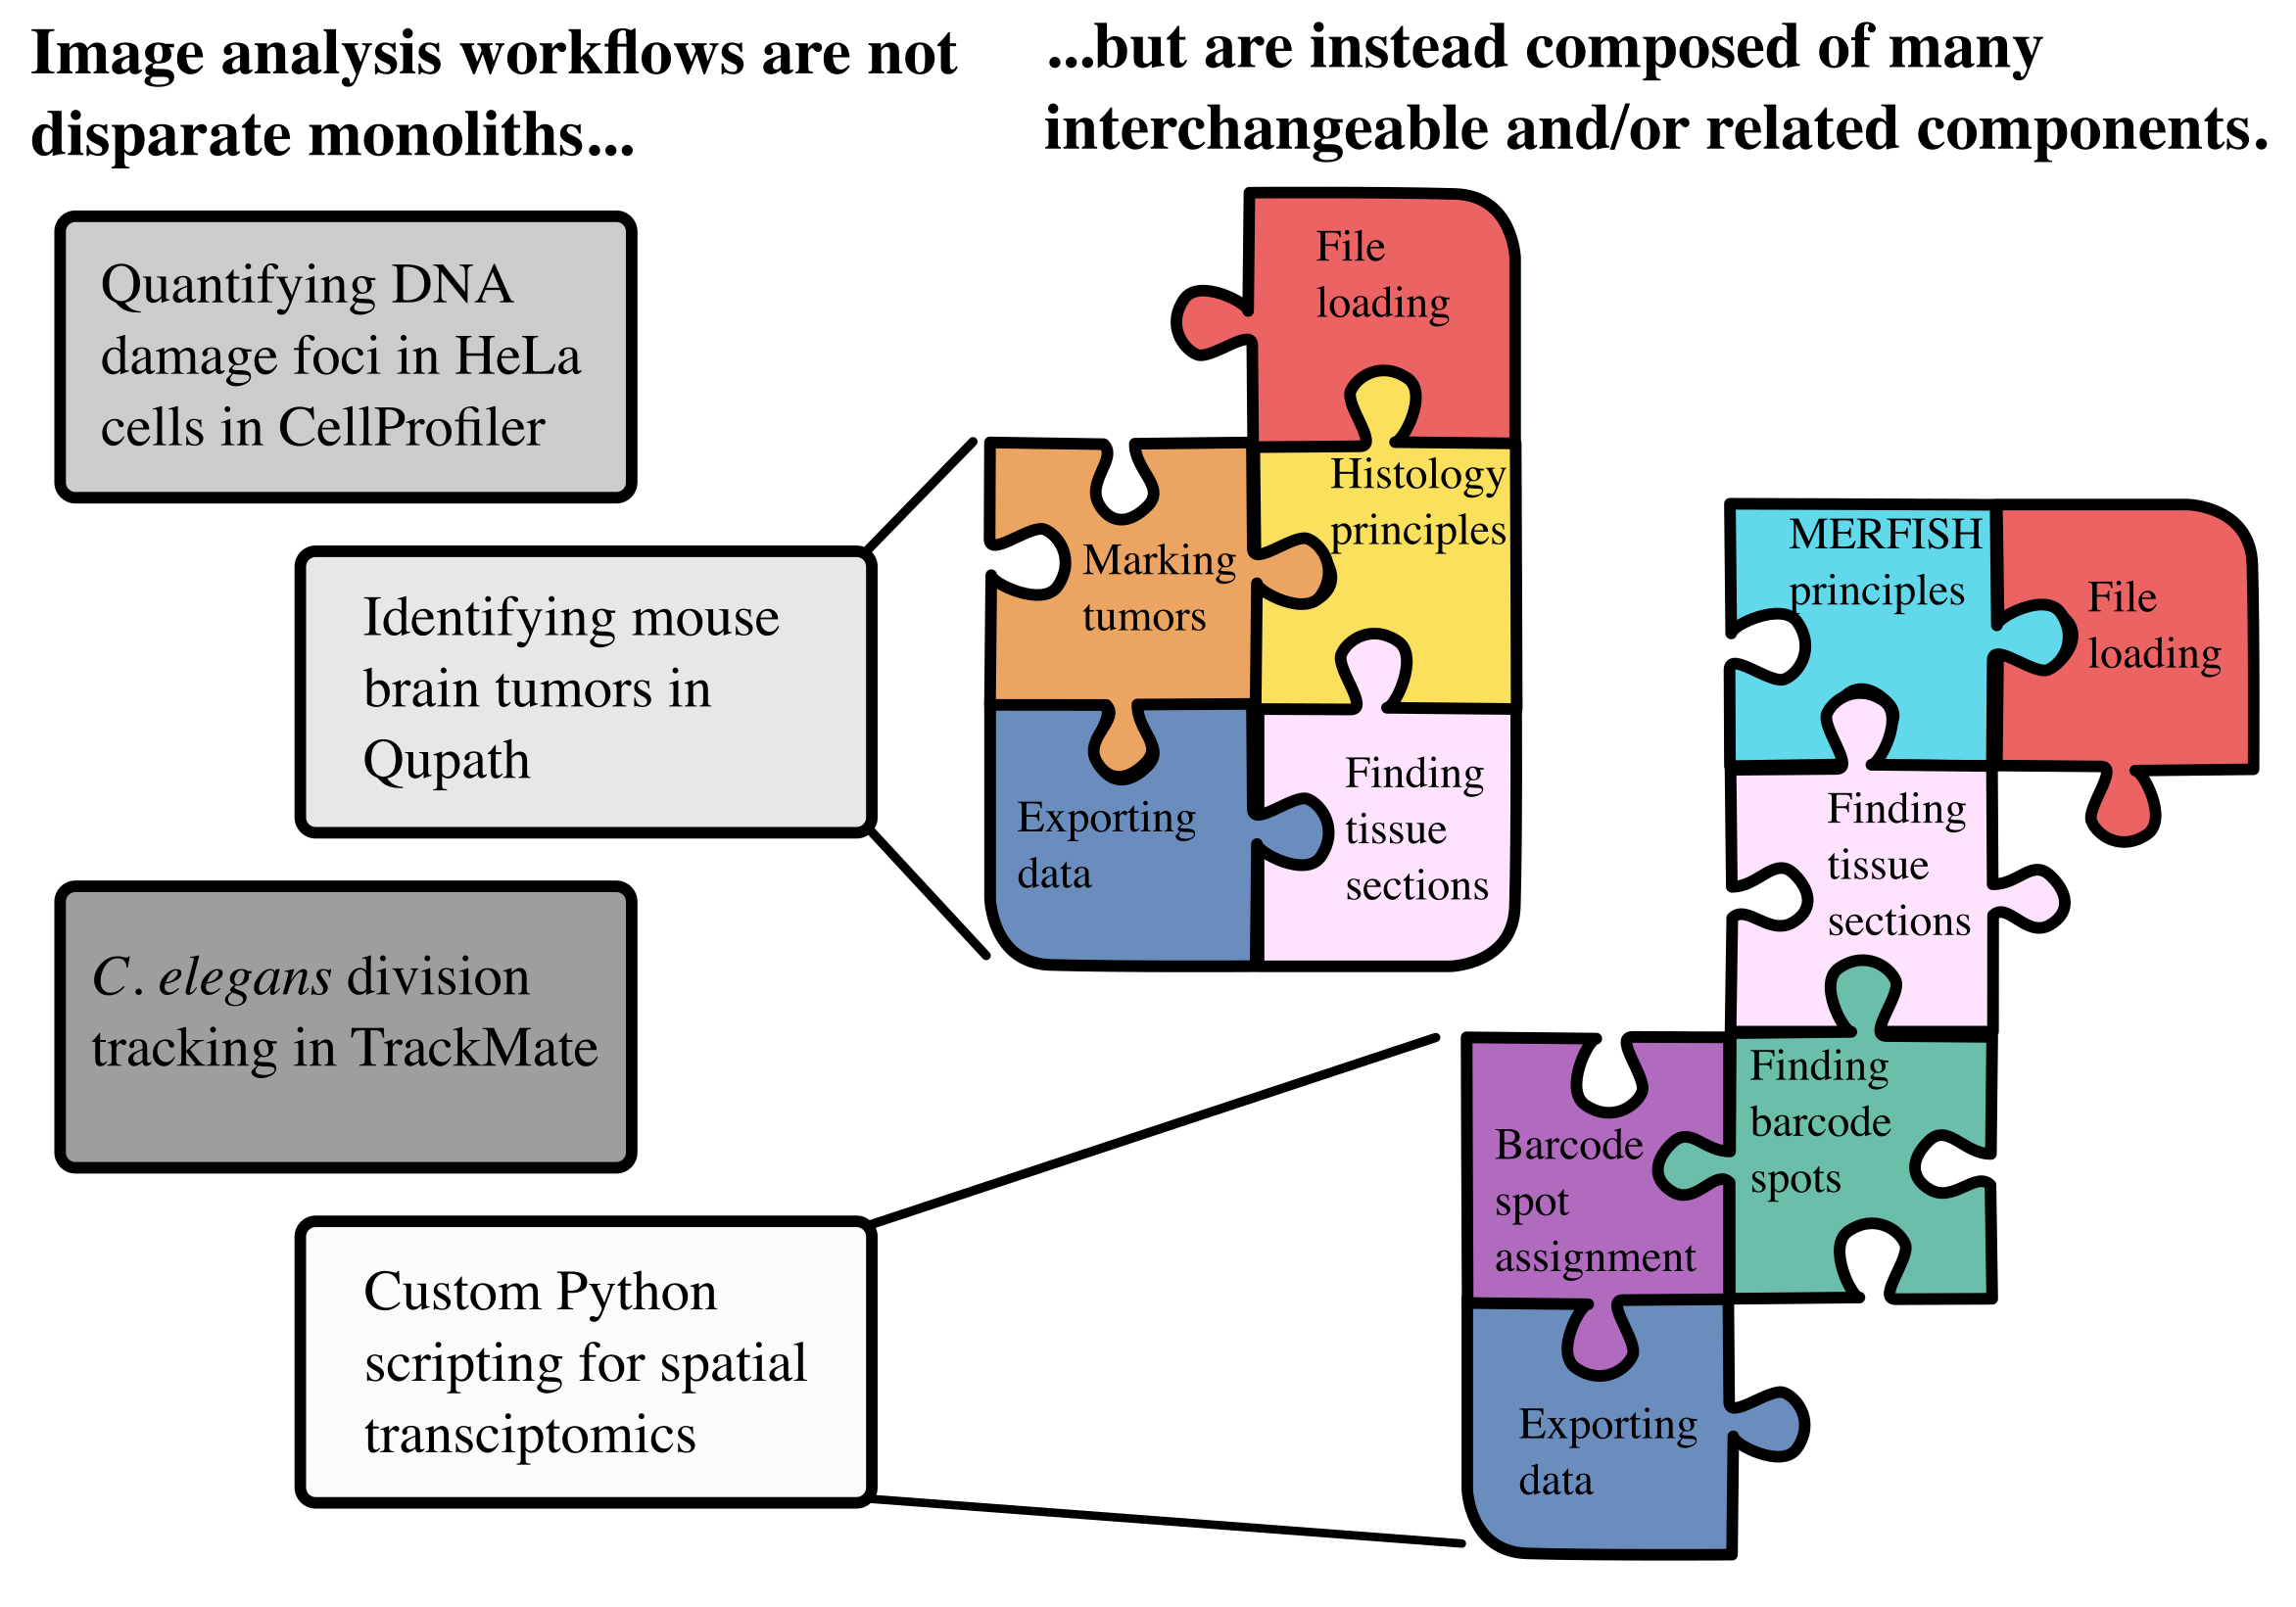 Image analysis workflows are not
disparate monoliths...
...but are instead composed of many
interchangeable and/or related components.
Quantifying DNA
damage foci in HeLa
cells in CellProfiler
Identifying mouse
brain tumors in
Qupath
C. elegans division
tracking in TrackMate
Custom Python
scripting for spatial
transciptomics
File
loading
Histology
principles
Marking
tumors
Exporting
data
Finding
tissue
sections
MERFISH
principles
File
loading
Finding
tissue
sections
Finding
barcode
spots
Barcode
spot
assignment
Exporting
data